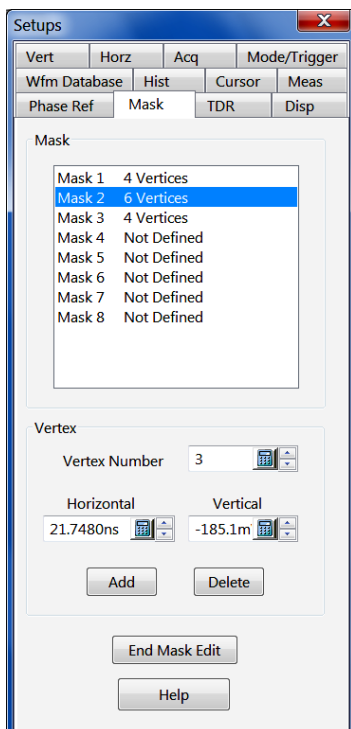 Setups
X
Vert Horz Acq Mode/Trigger
Wfm Database Hist Cursor Meas
Phase Ref Mask TDR Disp
Mask
Mask 1 4 Vertices
Mask 2 6 Vertices
Mask 3 4 Vertices
Mask 4 Not Defined
Mask 5 Not Defined
Mask 6 Not Defined
Mask 7 Not Defined
Mask 8 Not Defined
Vertex
Vertex Number 3
Horizontal Vertical
21.7480ns -185.1m
Add Delete
End Mask Edit
Help